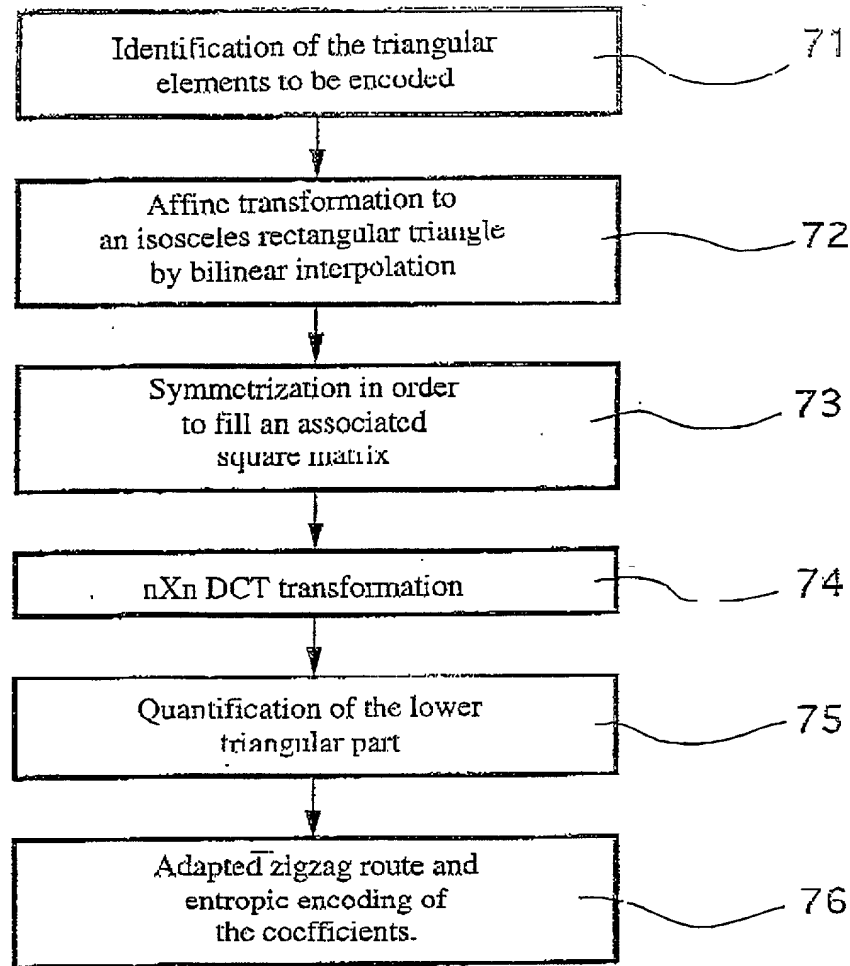 Identification of the triangular
elements to be encoded
71
Affine transformation to
an isosceles rectangular triangle
by bilinear interpolation
72
Symmetrization in order
to fill an associated
square matrix
73
nXn DCT transformation
74
Quantification of the lower
triangular part
75
Adapted zigzag route and
entropic encoding of
the coefficients.
76